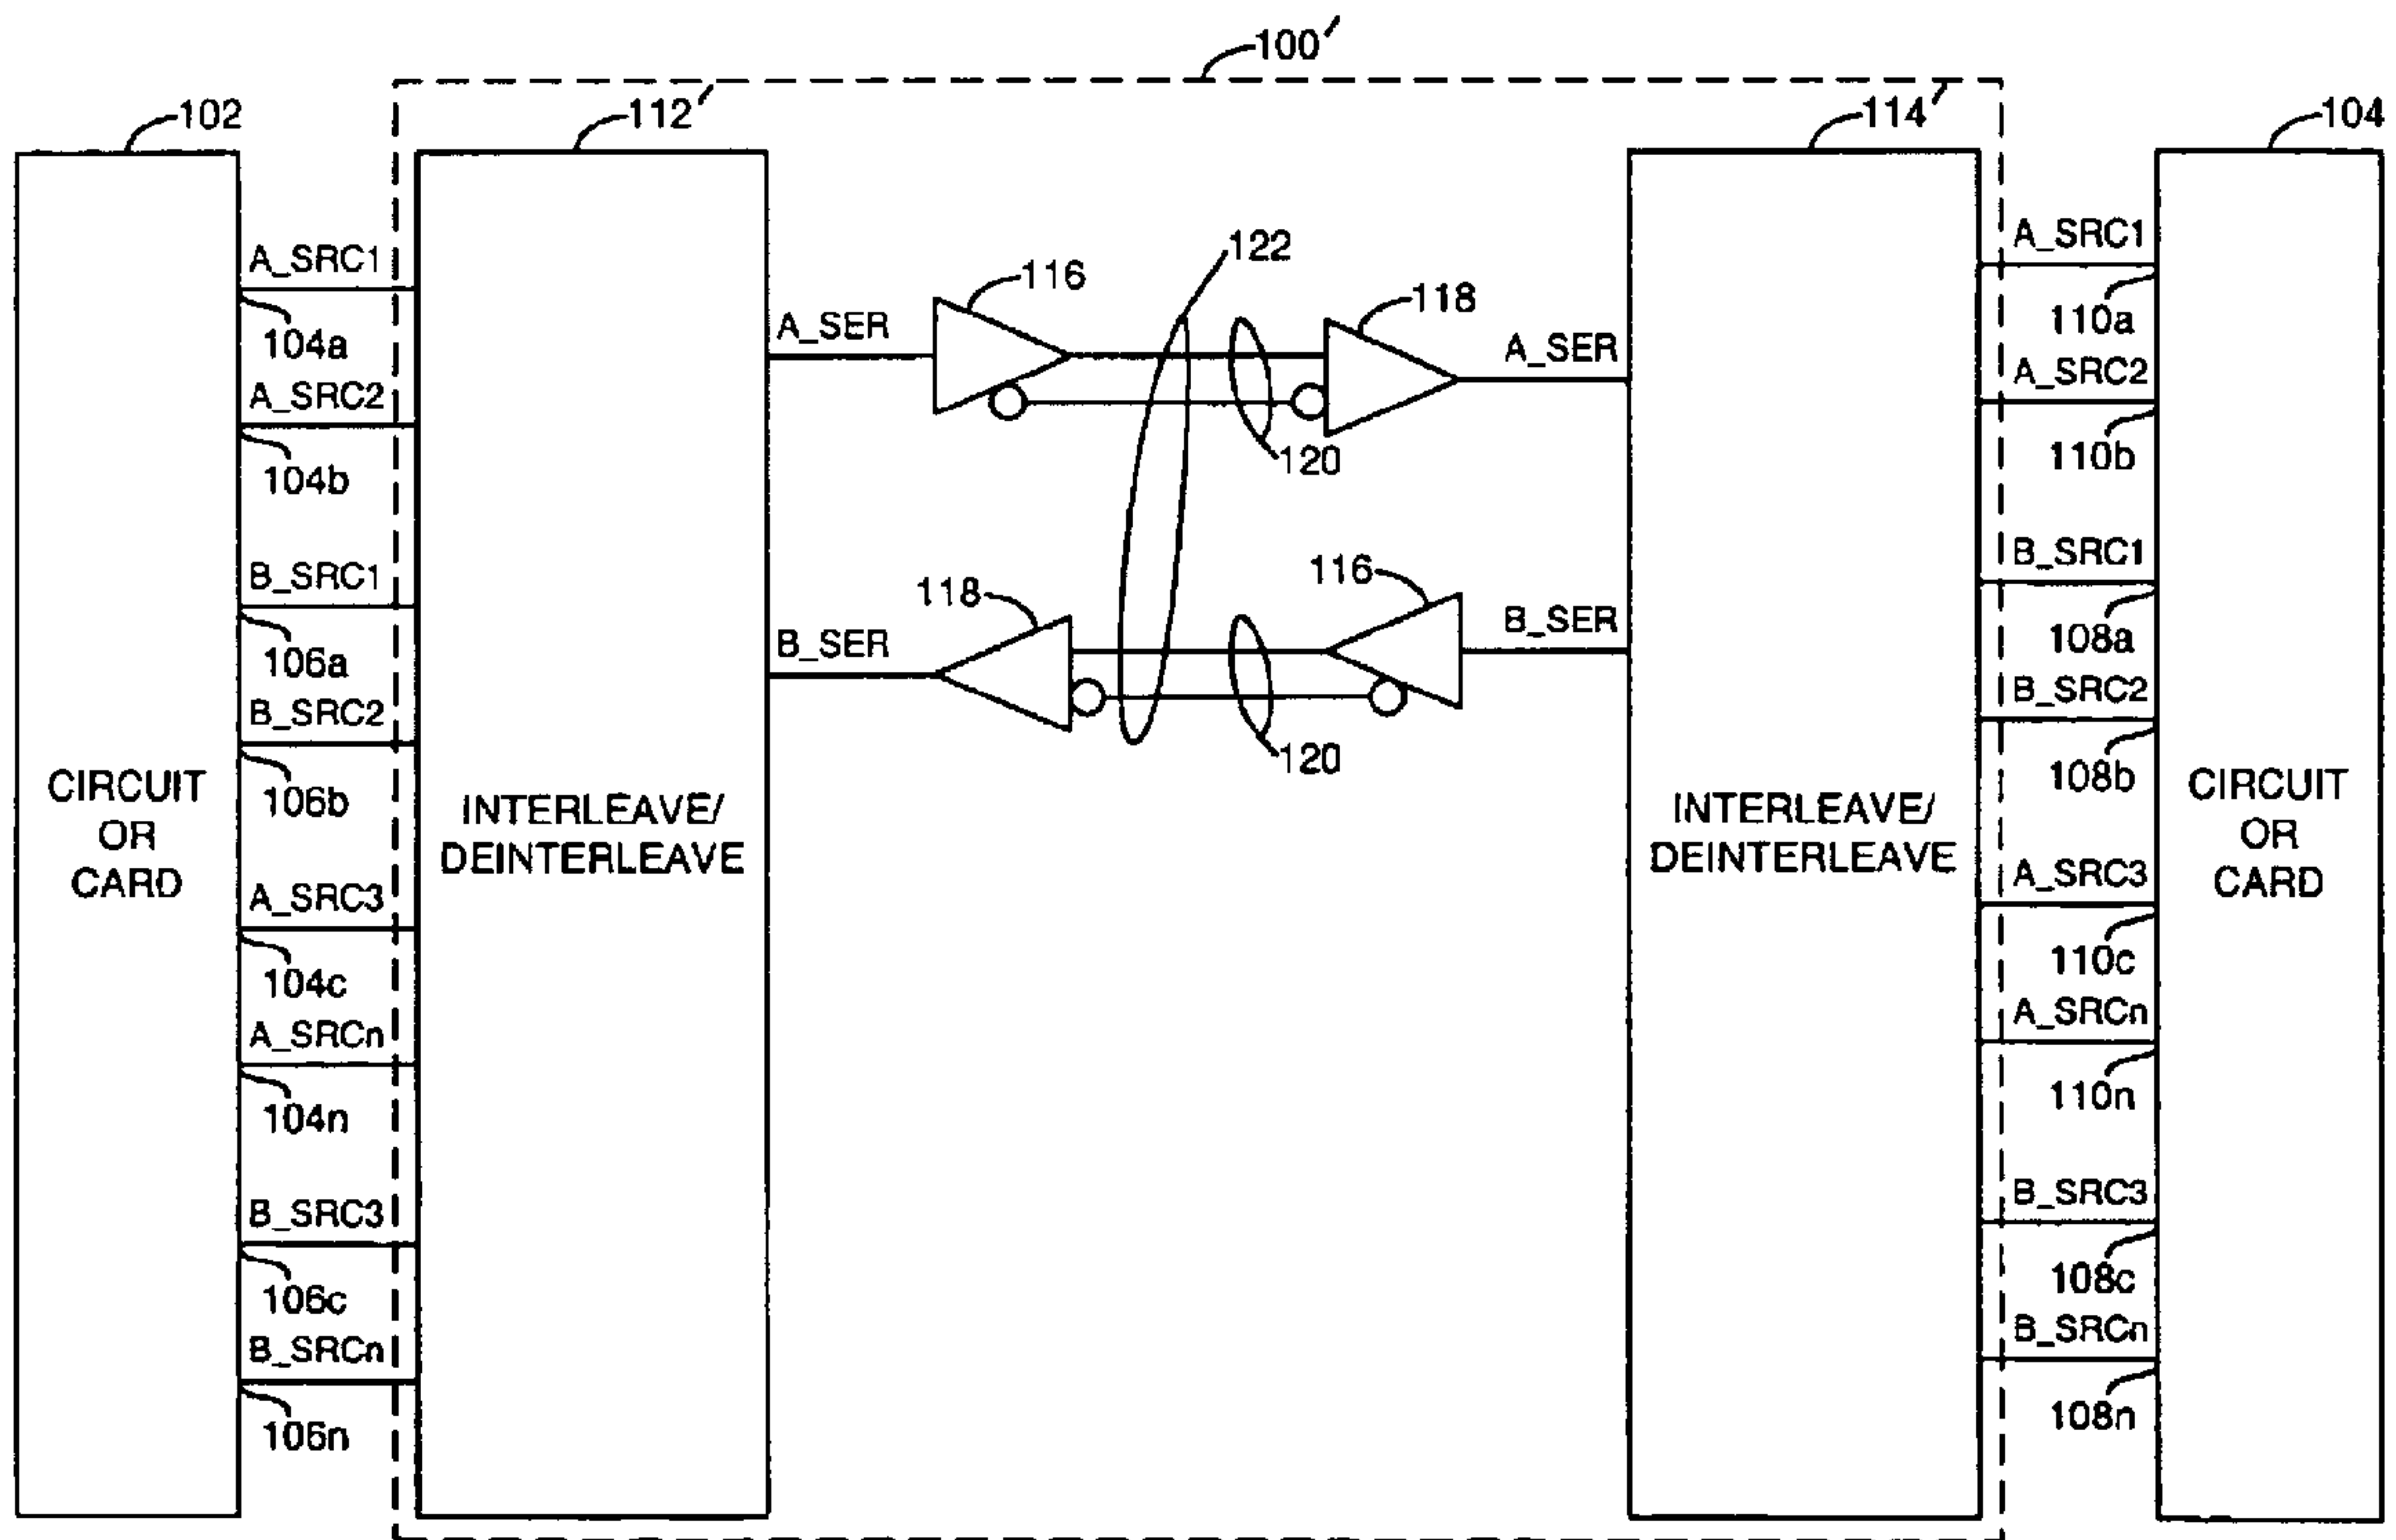 100'
102
112'
114'
104
A_SRC1
104a
A_SRC2
104b
B_SRC1
106a
B_SRC2
106b
CIRCUIT
OR
CARD
A_SRC3
104c
A_SRCn
104n
B_SRC3
106c
B_SRCn
106n
INTERLEAVE/
DEINTERLEAVE
A_SER
116
122
118
A_SER
120
B_SER
118
116
B_SER
120
INTERLEAVE/
DEINTERLEAVE
A_SRC1
110a
A_SRC2
110b
B_SRC1
108a
B_SRC2
108b
A_SRC3
110c
A_SRCn
110n
B_SRC3
108c
B_SRCn
108n
CIRCUIT
OR
CARD